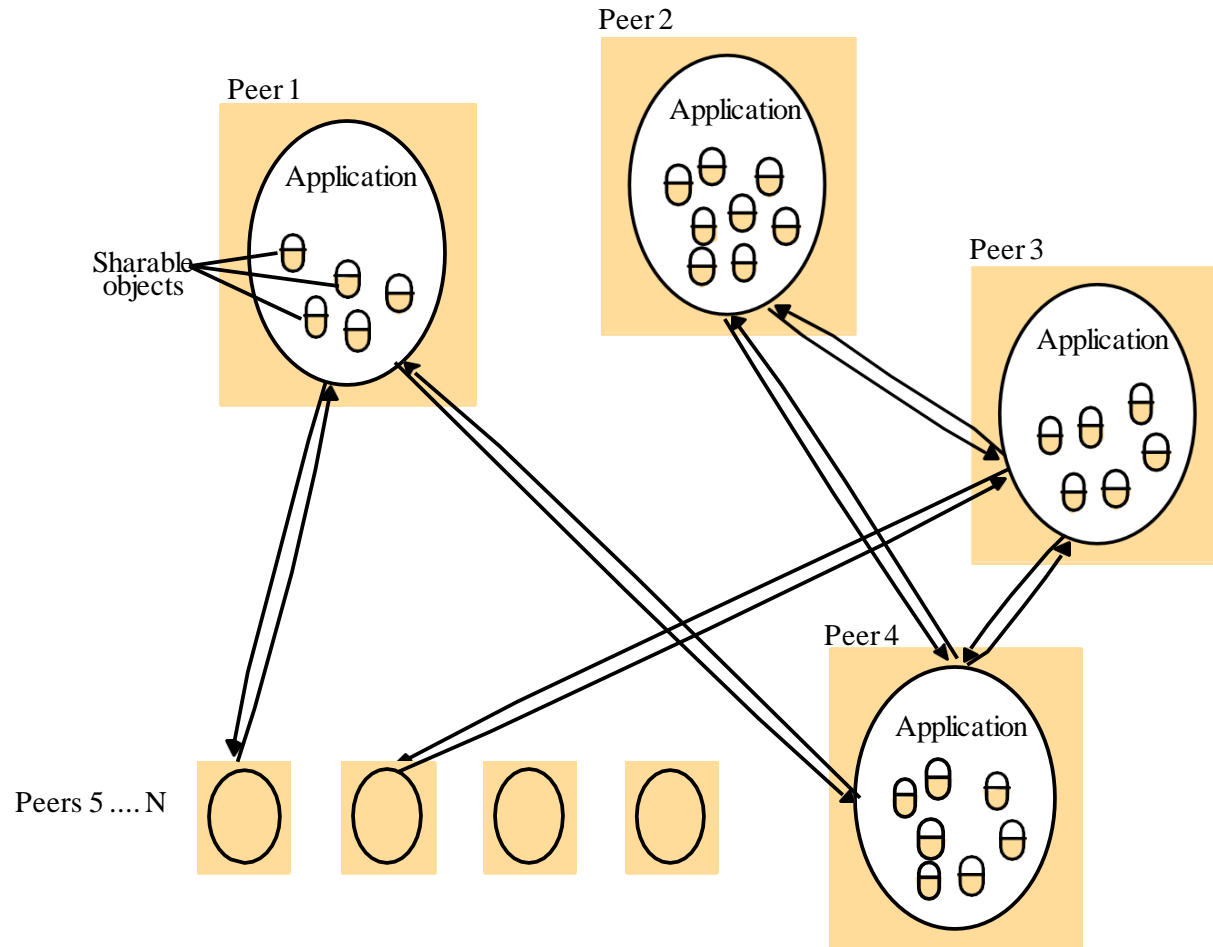 Peer 2
Peer 1
Application
Application
Sharable
objects
Peer 3
Application
Peer 4
Application
Peers 5 .... N